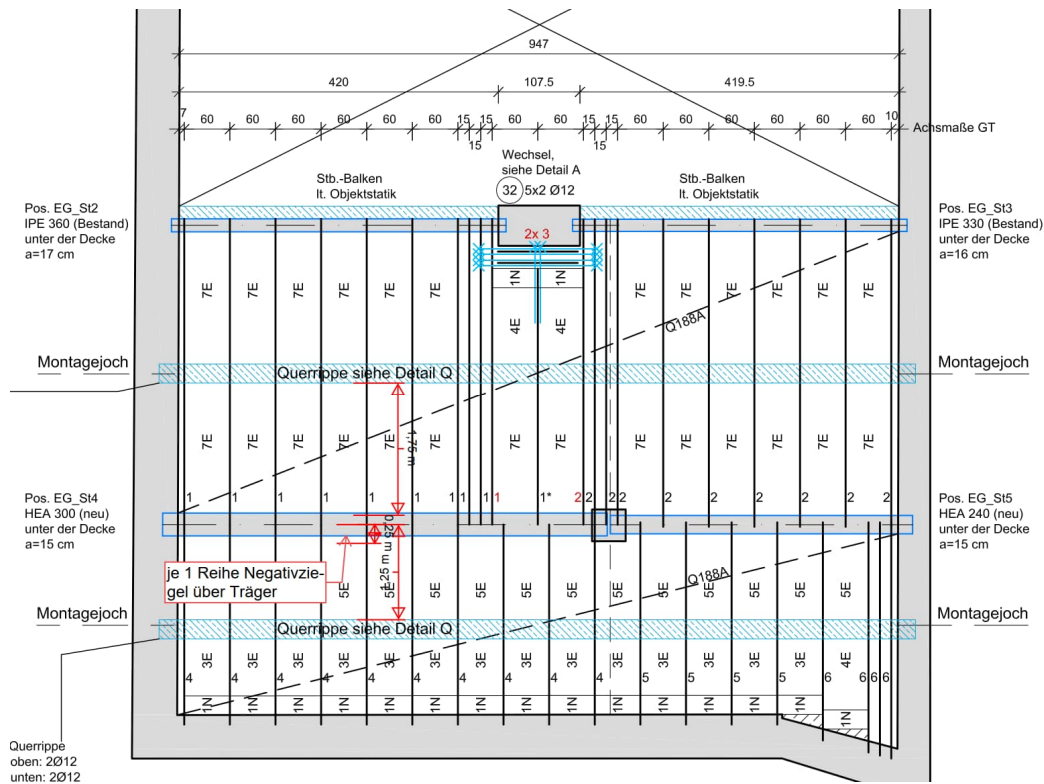 947
420 107.5 419.5
7 60 60 60 60 60 60 15 15 60 60 15 15 60 60 60 60 60 60 10
15 15
Achsmaße GT
Wechsel,
siehe Detail A
32 5x2 Ø12
Stb.-Balken
lt. Objektstatik
Stb.-Balken
lt. Objektstatik
Pos. EG_St2
IPE 360 (Bestand)
unter der Decke
a=17 cm
Pos. EG_St3
IPE 330 (Bestand)
unter der Decke
a=16 cm
2x 3
1N 1N
7E 7E 7E 7E 7E 7E 7E 7E 7E 7E 7E 7E
4E 4E
Q188A
Montagejoch
Querrippe siehe Detail Q
Montagejoch
7E 7E 7E 7E 7E 7E 7E 7E 7E 7E 7E 7E 7E 7E
1,75 m
1 1 1 1 1 1 1 1 1 1* 2 2 2 2 2 2 2 2 2 2 2
Pos. EG_St4
HEA 300 (neu)
unter der Decke
a=15 cm
Pos. EG_St5
HEA 240 (neu)
unter der Decke
a=15 cm
0,25 m
1,25 m
je 1 Reihe Negativzie-
gel über Träger
5E 5E 5E 5E 5E 5E 5E 5E 5E 5E 5E 5E
Q188A
Montagejoch
Querrippe siehe Detail Q
Montagejoch
3E 3E 3E 3E 3E 3E 3E 3E 3E 3E 3E 3E 3E 3E 4E
4 4 4 4 4 4 4 4 4 4 5 5 5 5 6 6 6 6
1N 1N 1N 1N 1N 1N 1N 1N 1N 1N 1N 1N 1N 1N 1N
Querrippe
oben: 2Ø12
unten: 2Ø12